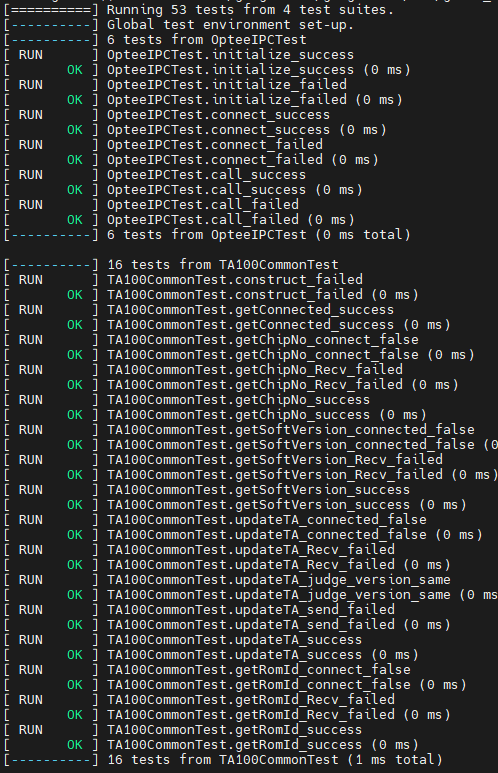 [==========] Running 53 tests from 4 test suites.
[----------] Global test environment set-up.
[----------] 6 tests from OpteeIPCTest
[ RUN      ] OpteeIPCTest.initialize_success
[       OK ] OpteeIPCTest.initialize_success (0 ms)
[ RUN      ] OpteeIPCTest.initialize_failed
[       OK ] OpteeIPCTest.initialize_failed (0 ms)
[ RUN      ] OpteeIPCTest.connect_success
[       OK ] OpteeIPCTest.connect_success (0 ms)
[ RUN      ] OpteeIPCTest.connect_failed
[       OK ] OpteeIPCTest.connect_failed (0 ms)
[ RUN      ] OpteeIPCTest.call_success
[       OK ] OpteeIPCTest.call_success (0 ms)
[ RUN      ] OpteeIPCTest.call_failed
[       OK ] OpteeIPCTest.call_failed (0 ms)
[----------] 6 tests from OpteeIPCTest (0 ms total)

[----------] 16 tests from TA100CommonTest
[ RUN      ] TA100CommonTest.construct_failed
[       OK ] TA100CommonTest.construct_failed (0 ms)
[ RUN      ] TA100CommonTest.getConnected_success
[       OK ] TA100CommonTest.getConnected_success (0 ms)
[ RUN      ] TA100CommonTest.getChipNo_connect_false
[       OK ] TA100CommonTest.getChipNo_connect_false (0 ms)
[ RUN      ] TA100CommonTest.getChipNo_Recv_failed
[       OK ] TA100CommonTest.getChipNo_Recv_failed (0 ms)
[ RUN      ] TA100CommonTest.getChipNo_success
[       OK ] TA100CommonTest.getChipNo_success (0 ms)
[ RUN      ] TA100CommonTest.getSoftVersion_connected_false
[       OK ] TA100CommonTest.getSoftVersion_connected_false (0
[ RUN      ] TA100CommonTest.getSoftVersion_Recv_failed
[       OK ] TA100CommonTest.getSoftVersion_Recv_failed (0 ms)
[ RUN      ] TA100CommonTest.getSoftVersion_success
[       OK ] TA100CommonTest.getSoftVersion_success (0 ms)
[ RUN      ] TA100CommonTest.updateTA_connected_false
[       OK ] TA100CommonTest.updateTA_connected_false (0 ms)
[ RUN      ] TA100CommonTest.updateTA_Recv_failed
[       OK ] TA100CommonTest.updateTA_Recv_failed (0 ms)
[ RUN      ] TA100CommonTest.updateTA_judge_version_same
[       OK ] TA100CommonTest.updateTA_judge_version_same (0 ms
[ RUN      ] TA100CommonTest.updateTA_send_failed
[       OK ] TA100CommonTest.updateTA_send_failed (0 ms)
[ RUN      ] TA100CommonTest.updateTA_success
[       OK ] TA100CommonTest.updateTA_success (0 ms)
[ RUN      ] TA100CommonTest.getRomId_connect_false
[       OK ] TA100CommonTest.getRomId_connect_false (0 ms)
[ RUN      ] TA100CommonTest.getRomId_Recv_failed
[       OK ] TA100CommonTest.getRomId_Recv_failed (0 ms)
[ RUN      ] TA100CommonTest.getRomId_success
[       OK ] TA100CommonTest.getRomId_success (0 ms)
[----------] 16 tests from TA100CommonTest (1 ms total)